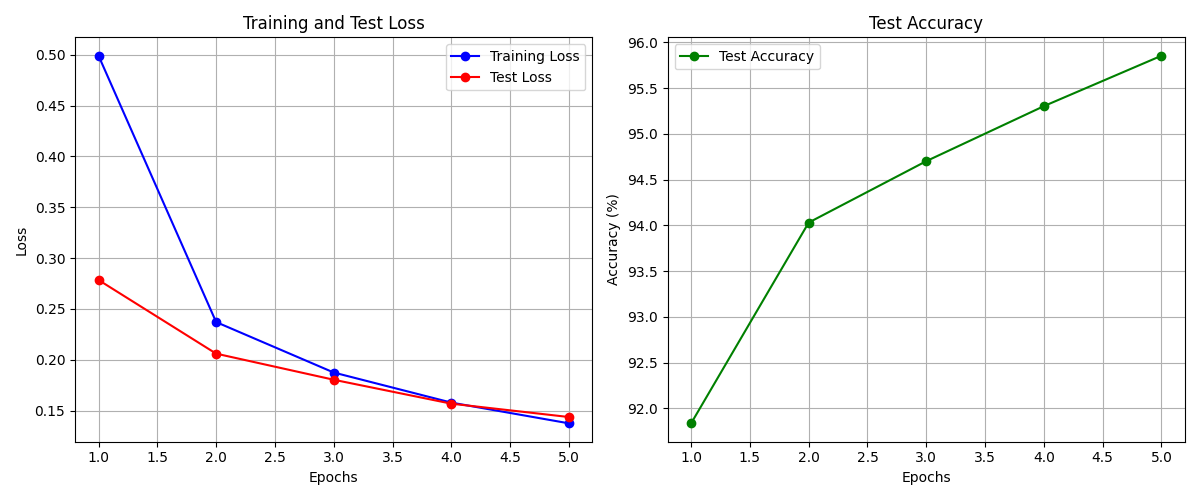 Training and Test Loss
Training Loss
Test Loss
0.50
0.45
0.40
0.35
0.30
0.25
0.20
0.15
Loss
1.0 1.5 2.0 2.5 3.0 3.5 4.0 4.5 5.0
Epochs
Test Accuracy
Test Accuracy
96.0
95.5
95.0
94.5
94.0
93.5
93.0
92.5
92.0
Accuracy (%)
1.0 1.5 2.0 2.5 3.0 3.5 4.0 4.5 5.0
Epochs